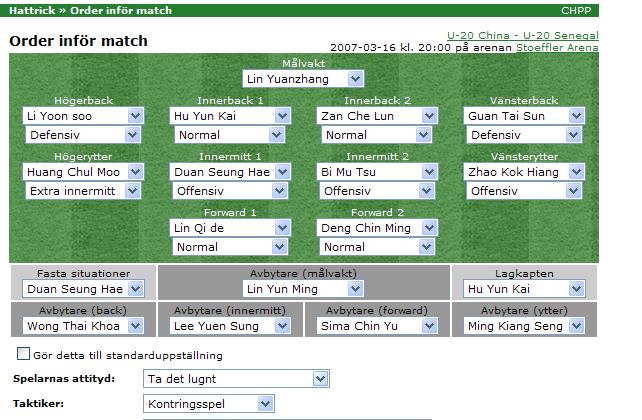 Hattrick » Order inför match CHPP
Order inför match
U-20 China - U-20 Senegal
2007-03-16 kl. 20:00 på arenan Stoeffler Arena
Målvakt
Lin Yuanzhang
Högerback Innerback 1 Innerback 2 Vänsterback
Li Yoon soo Hu Yun Kai Zan Che Lun Guan Tai Sun
Defensiv Normal Normal Defensiv
Högerytter Innermitt 1 Innermitt 2 Vänsterytter
Huang Chul Moo Duan Seung Hae Bi Mu Tsu Zhao Kok Hiang
Extra innermitt Offensiv Offensiv Offensiv
Forward 1 Forward 2
Lin Qi de Deng Chin Ming
Normal Normal
Fasta situationer Avbytare (målvakt) Lagkapten
Duan Seung Hae Lin Yun Ming Hu Yun Kai
Avbytare (back) Avbytare (innermitt) Avbytare (forward) Avbytare (ytter)
Wong Thai Khoa Lee Yuen Sung Sima Chin Yu Ming Kiang Seng
Gör detta till standarduppställning
Spelarnas attityd: Ta det lugnt
Taktiker: Kontringsspel